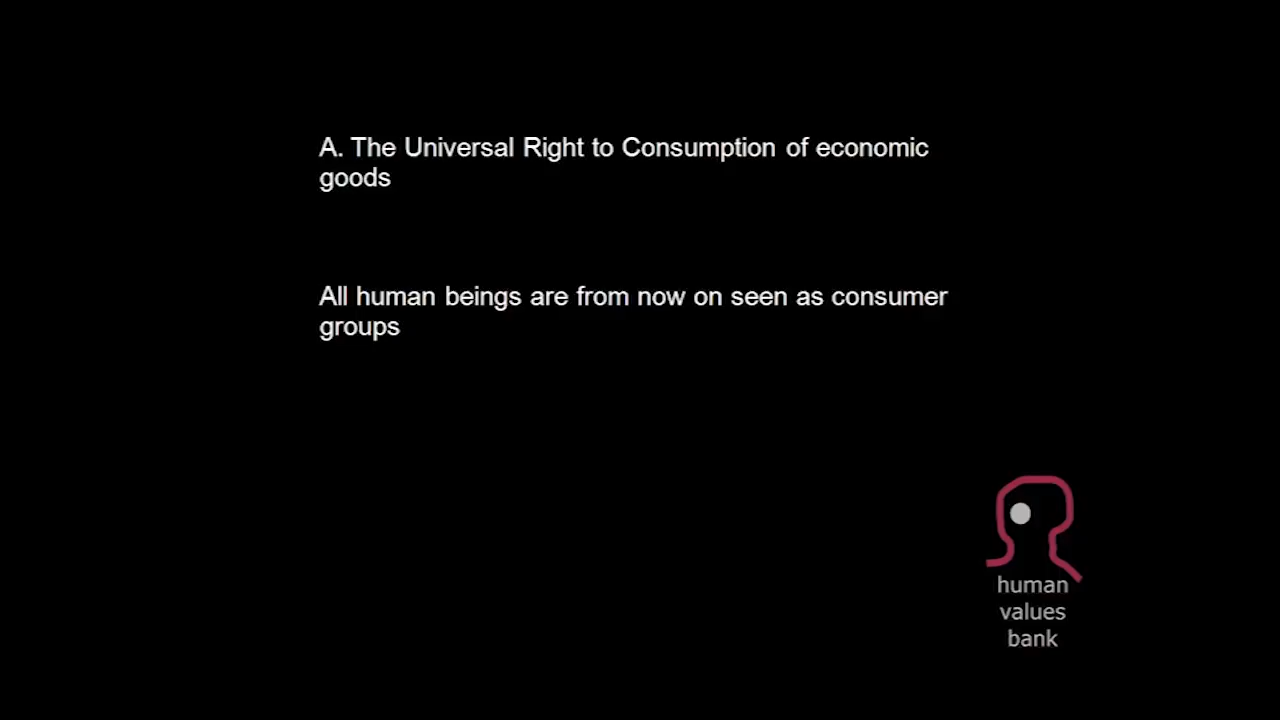 A. The Universal Right to Consumption of economic
goods
All human beings are from now on seen as consumer
groups
human
values
bank